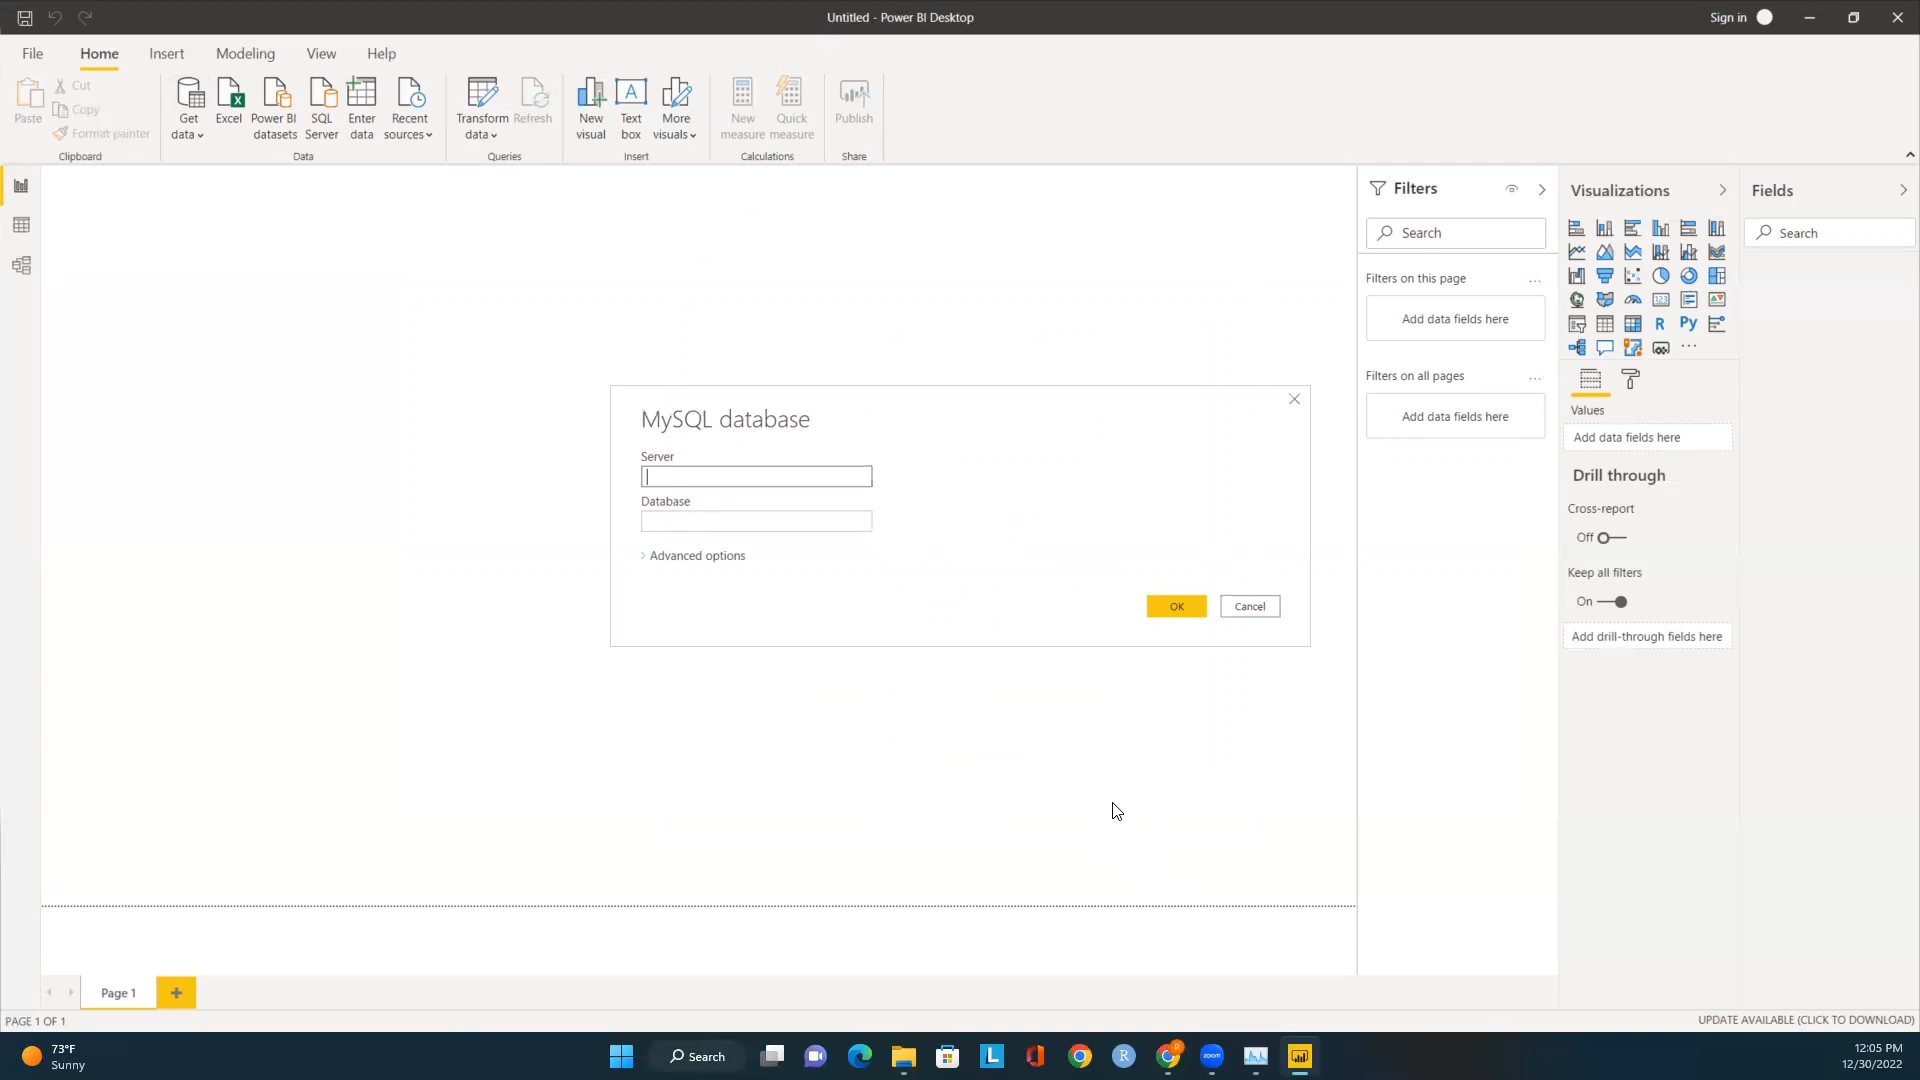 Untitled - Power BI Desktop
Sign in
File Home Insert Modeling View Help
Paste
Cut
Copy
Format painter
Clipboard
Get data
Excel
Power BI datasets
SQL Server
Enter data
Recent sources
Data
Transform data
Refresh
Queries
New visual
Text box
More visuals
Insert
New measure
Quick measure
Calculations
Publish
Share
Filters
Search
Filters on this page
...
Add data fields here
Filters on all pages
...
Add data fields here
Visualizations
123
R
Py
...
Values
Add data fields here
Drill through
Cross-report
Off
Keep all filters
On
Add drill-through fields here
Fields
Search
MySQL database
Server
Database
Advanced options
OK
Cancel
Page 1
PAGE 1 OF 1
UPDATE AVAILABLE (CLICK TO DOWNLOAD)
73°F
Sunny
Search
L
R
zoom
12:05 PM
12/30/2022